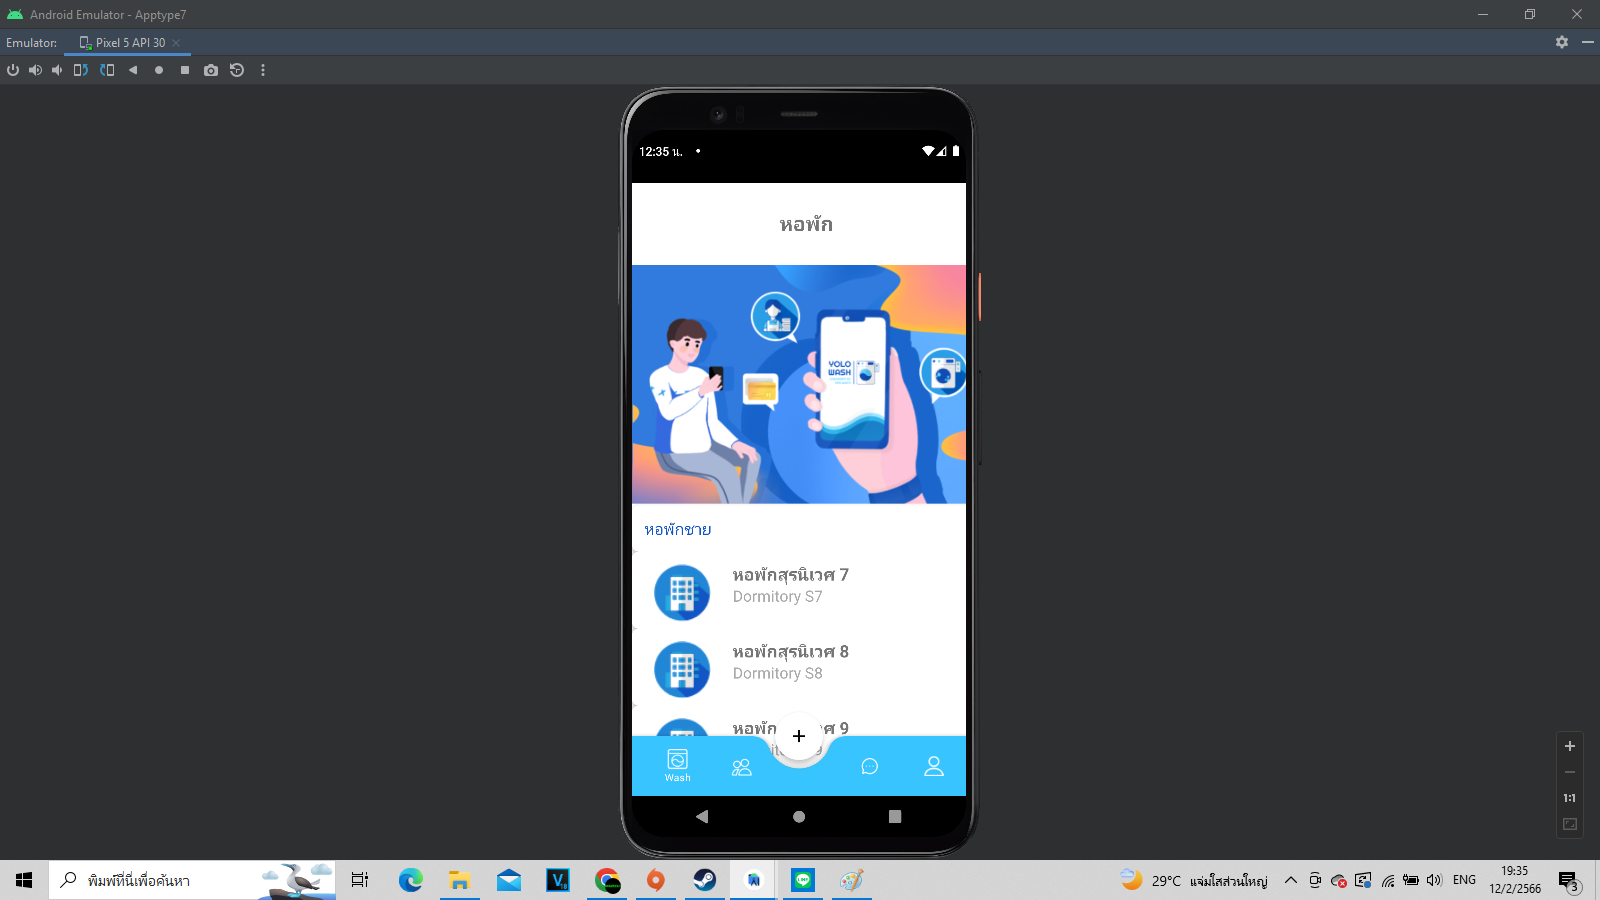 Android Emulator - Apptype7
Emulator:
Pixel 5 API 30
12:35 น.
หอพัก
YOLO
WASH
หอพักชาย
หอพักสุรนิเวศ 7
Dormitory S7
หอพักสุรนิเวศ 8
Dormitory S8
หอพัก 9
Wash
1:1
พิมพ์ที่นี่เพื่อค้นหา
29°C แจ่มใสส่วนใหญ่
ENG
19:35
12/2/2566
3